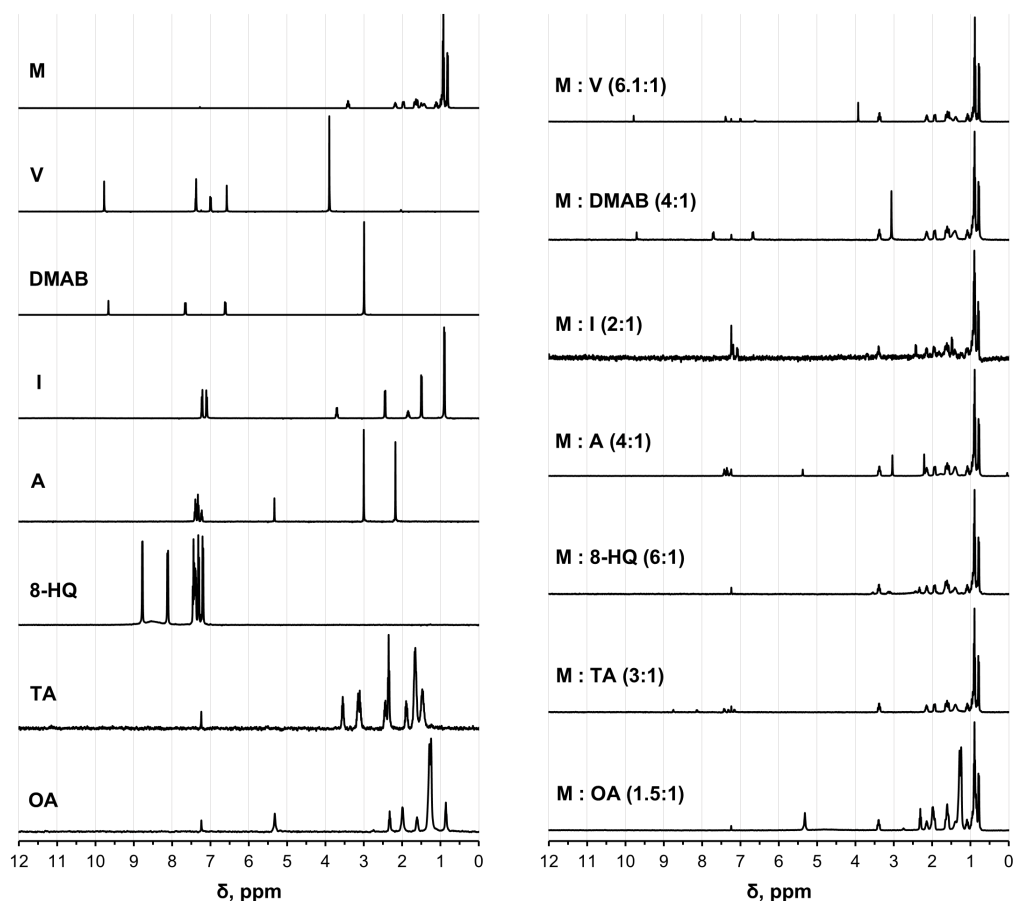 M
V
DMAB
I
A
8-HQ
TA
OA
12 11 10 9 8 7 6 5 4 3 2 1 0
δ, ppm
M : V (6.1:1)
M : DMAB (4:1)
M : I (2:1)
M : A (4:1)
M : 8-HQ (6:1)
M : TA (3:1)
M : OA (1.5:1)
12 11 10 9 8 7 6 5 4 3 2 1 0
δ, ppm